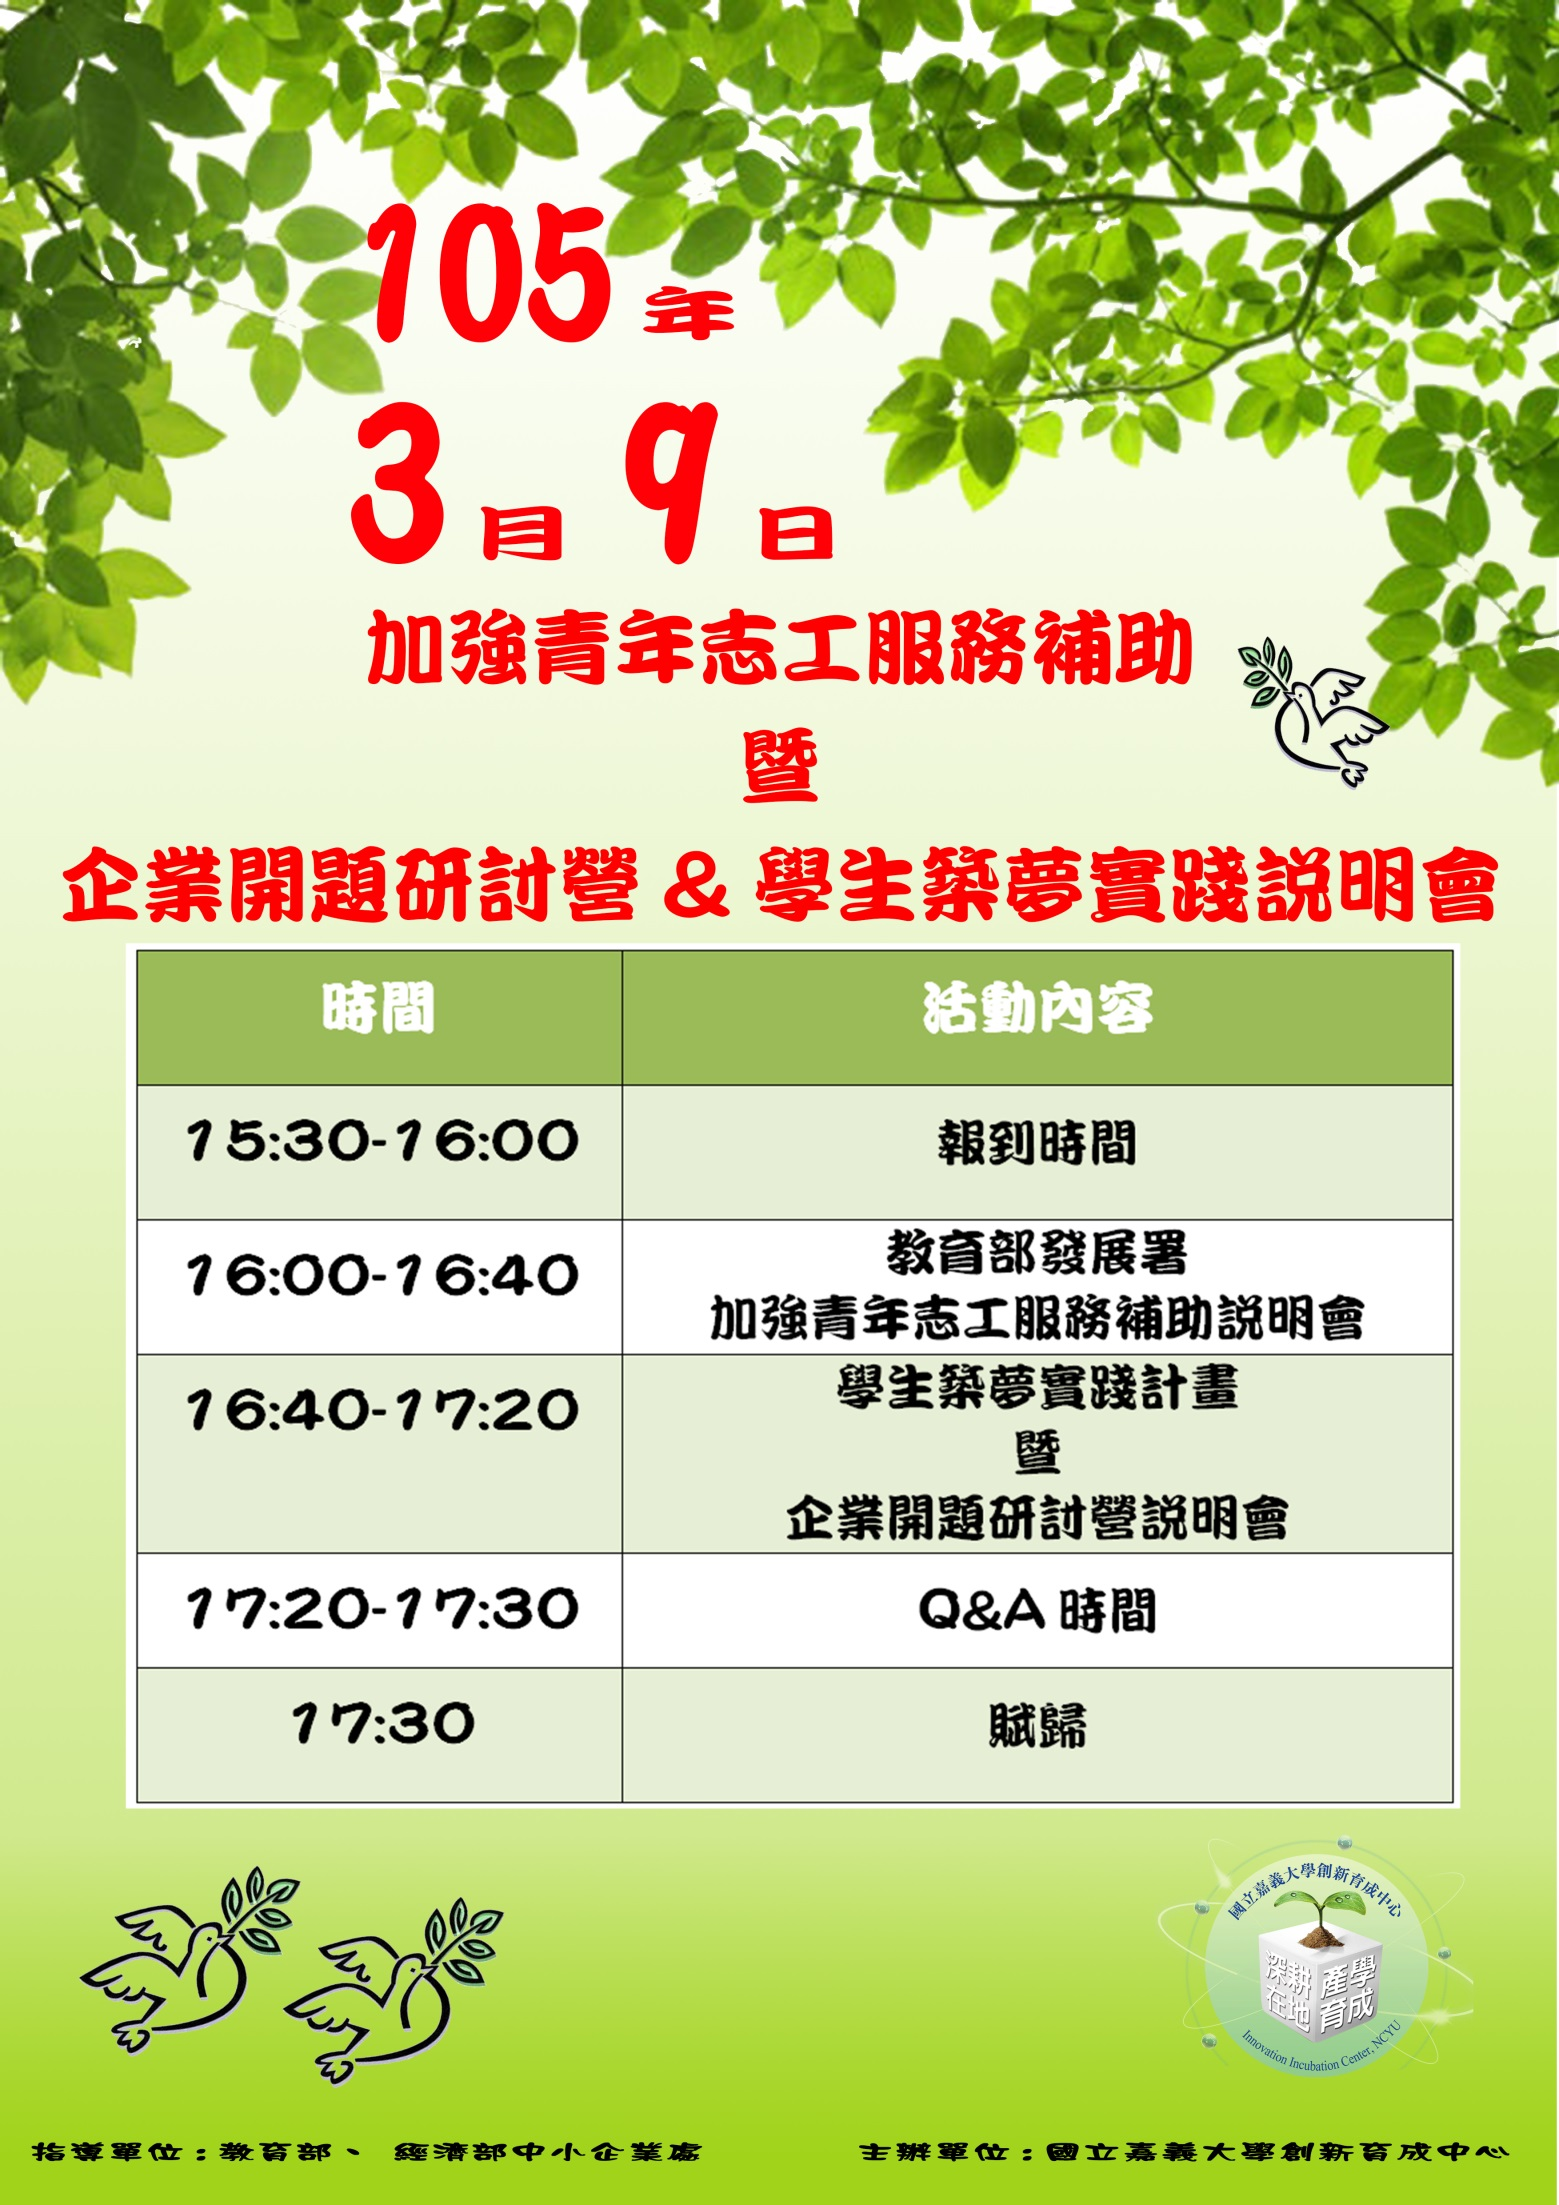 105年
3月9日
加強青年志工服務補助
暨
企業開題研討營 & 學生築夢實踐説明會
時間 活動內容
15:30-16:00 報到時間
16:00-16:40 教育部發展署
加強青年志工服務補助説明會
16:40-17:20 學生築夢實踐計畫
暨
企業開題研討營説明會
17:20-17:30 Q&A 時間
17:30 賦歸
國立嘉義大學創新育成中心
深耕在地
產學育成
Innovation Incubation Center, NCYU
指導單位：教育部、 經濟部中小企業處
主辦單位：國立嘉義大學創新育成中心